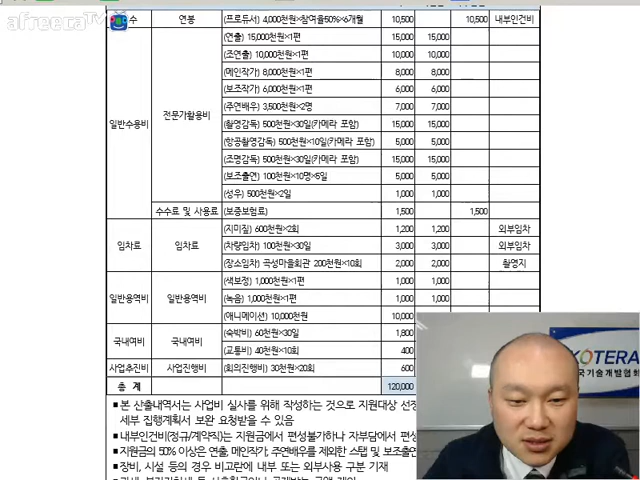 afreecaTV
수 연봉 (프로듀서) 4,000천원×참여율50%×6개월 10,500 10,500 내부인건비
일반수용비 전문가활용비 (연출) 15,000천원×1편 15,000 15,000
(조연출) 10,000천원×1편 10,000 10,000
(메인작가) 8,000천원×1편 8,000 8,000
(보조작가) 6,000천원×1편 6,000 6,000
(주연배우) 3,500천원×2명 7,000 7,000
(촬영감독) 500천원×30일(카메라 포함) 15,000 15,000
(항공촬영감독) 500천원×10일(카메라 포함) 5,000 5,000
(조명감독) 500천원×30일(카메라 포함) 15,000 15,000
(보조출연) 100천원×10명×5일 5,000 5,000
(성우) 500천원×2일 1,000 1,000
수수료 및 사용료 (보증보험료) 1,500 1,500
임차료 임차료 (지미집) 600천원×2회 1,200 1,200 외부임차
(차량임차) 100천원×30일 3,000 3,000 외부임차
(장소임차) 곡성마을회관 200천원×10회 2,000 2,000 촬영지
일반용역비 일반용역비 (색보정) 1,000천원×1편 1,000 1,000
(녹음) 1,000천원×1편 1,000 1,000
(애니메이션) 10,000천원 10,000
국내여비 국내여비 (숙박비) 60천원×30일 1,800
(교통비) 40천원×10회 400
사업추진비 사업진행비 (회의진행비) 30천원×20회 600
총 계 120,000
KOTERA
국기술개발협회
■ 본 산출내역서는 사업비 실사를 위해 작성하는 것으로 지원대상 선정
세부 집행계획서 보완 요청받을 수 있음
■ 내부인건비(정규/계약직)는 지원금에서 편성불가하나 자부담에서 편성
■ 지원금의 50% 이상은 연출, 메인작가, 주연배우를 제외한 스탭 및 보조출연
■ 장비, 시설 등의 경우 비고란에 내부 또는 외부사용 구분 기재